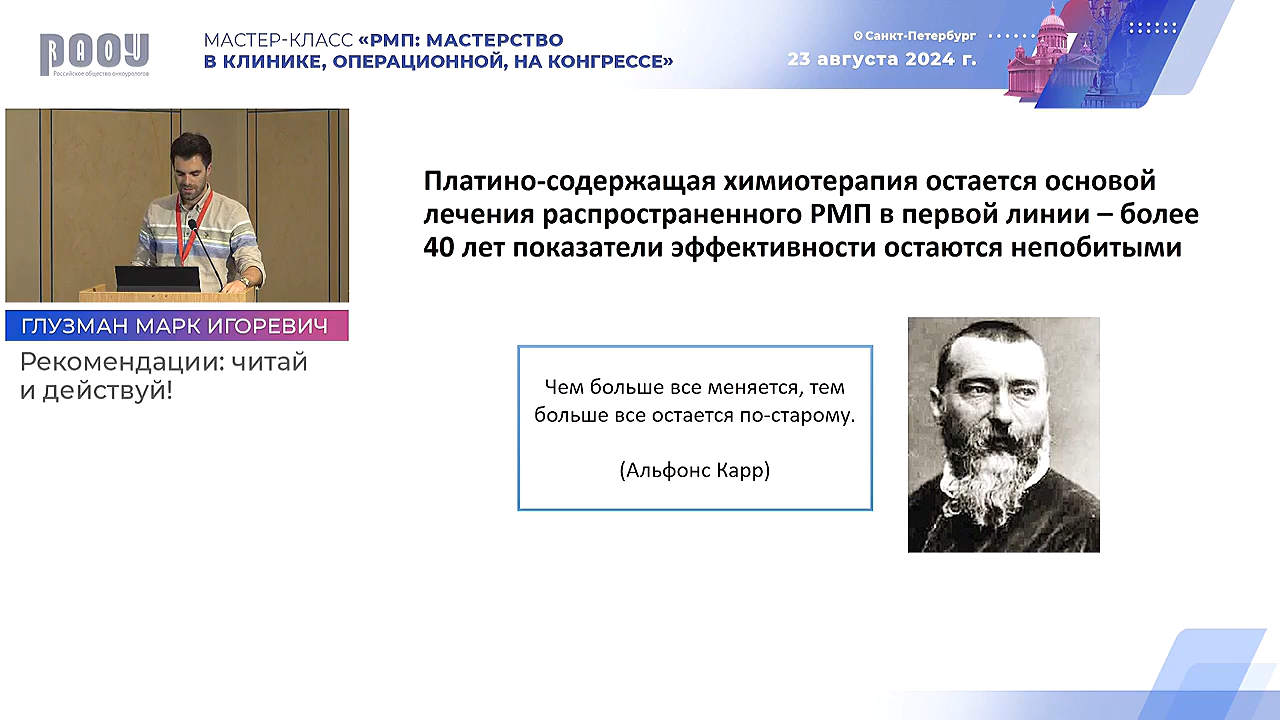 РАОУ
Российское общество онкоурологов
МАСТЕР-КЛАСС «РМП: МАСТЕРСТВО
В КЛИНИКЕ, ОПЕРАЦИОННОЙ, НА КОНГРЕССЕ»
Санкт-Петербург
23 августа 2024 г.
ГЛУЗМАН МАРК ИГОРЕВИЧ
Рекомендации: читай
и действуй!
Платино-содержащая химиотерапия остается основой
лечения распространенного РМП в первой линии – более
40 лет показатели эффективности остаются непобитыми
Чем больше все меняется, тем
больше все остается по-старому.
(Альфонс Карр)